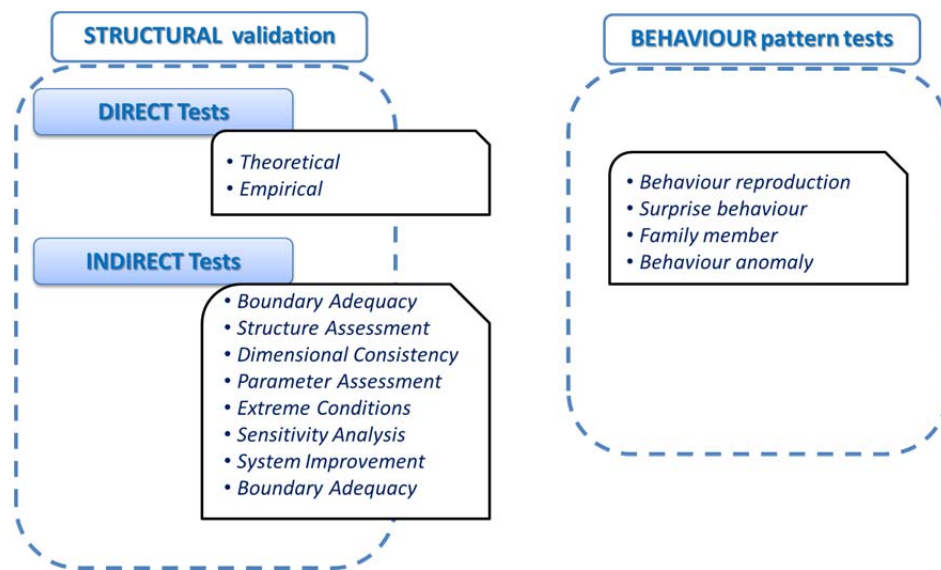 STRUCTURAL validation
DIRECT Tests
• Theoretical
• Empirical
INDIRECT Tests
• Boundary Adequacy
• Structure Assessment
• Dimensional Consistency
• Parameter Assessment
• Extreme Conditions
• Sensitivity Analysis
• System Improvement
• Boundary Adequacy
BEHAVIOUR pattern tests
• Behaviour reproduction
• Surprise behaviour
• Family member
• Behaviour anomaly